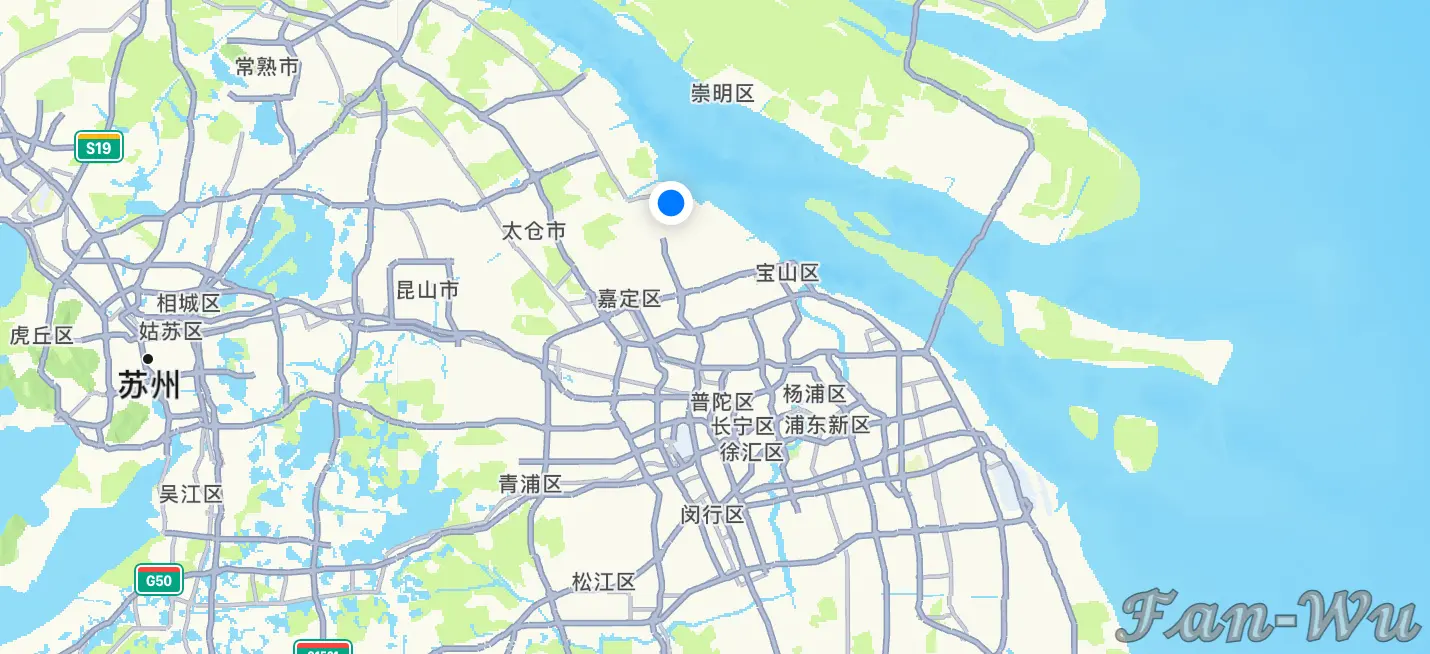 常熟市
崇明区
S19
太仓市
宝山区
昆山市
嘉定区
相城区
姑苏区
虎丘区
苏州
杨浦区
普陀区
长宁区
浦东新区
徐汇区
青浦区
吴江区
闵行区
G50
松江区
Fan-Wu